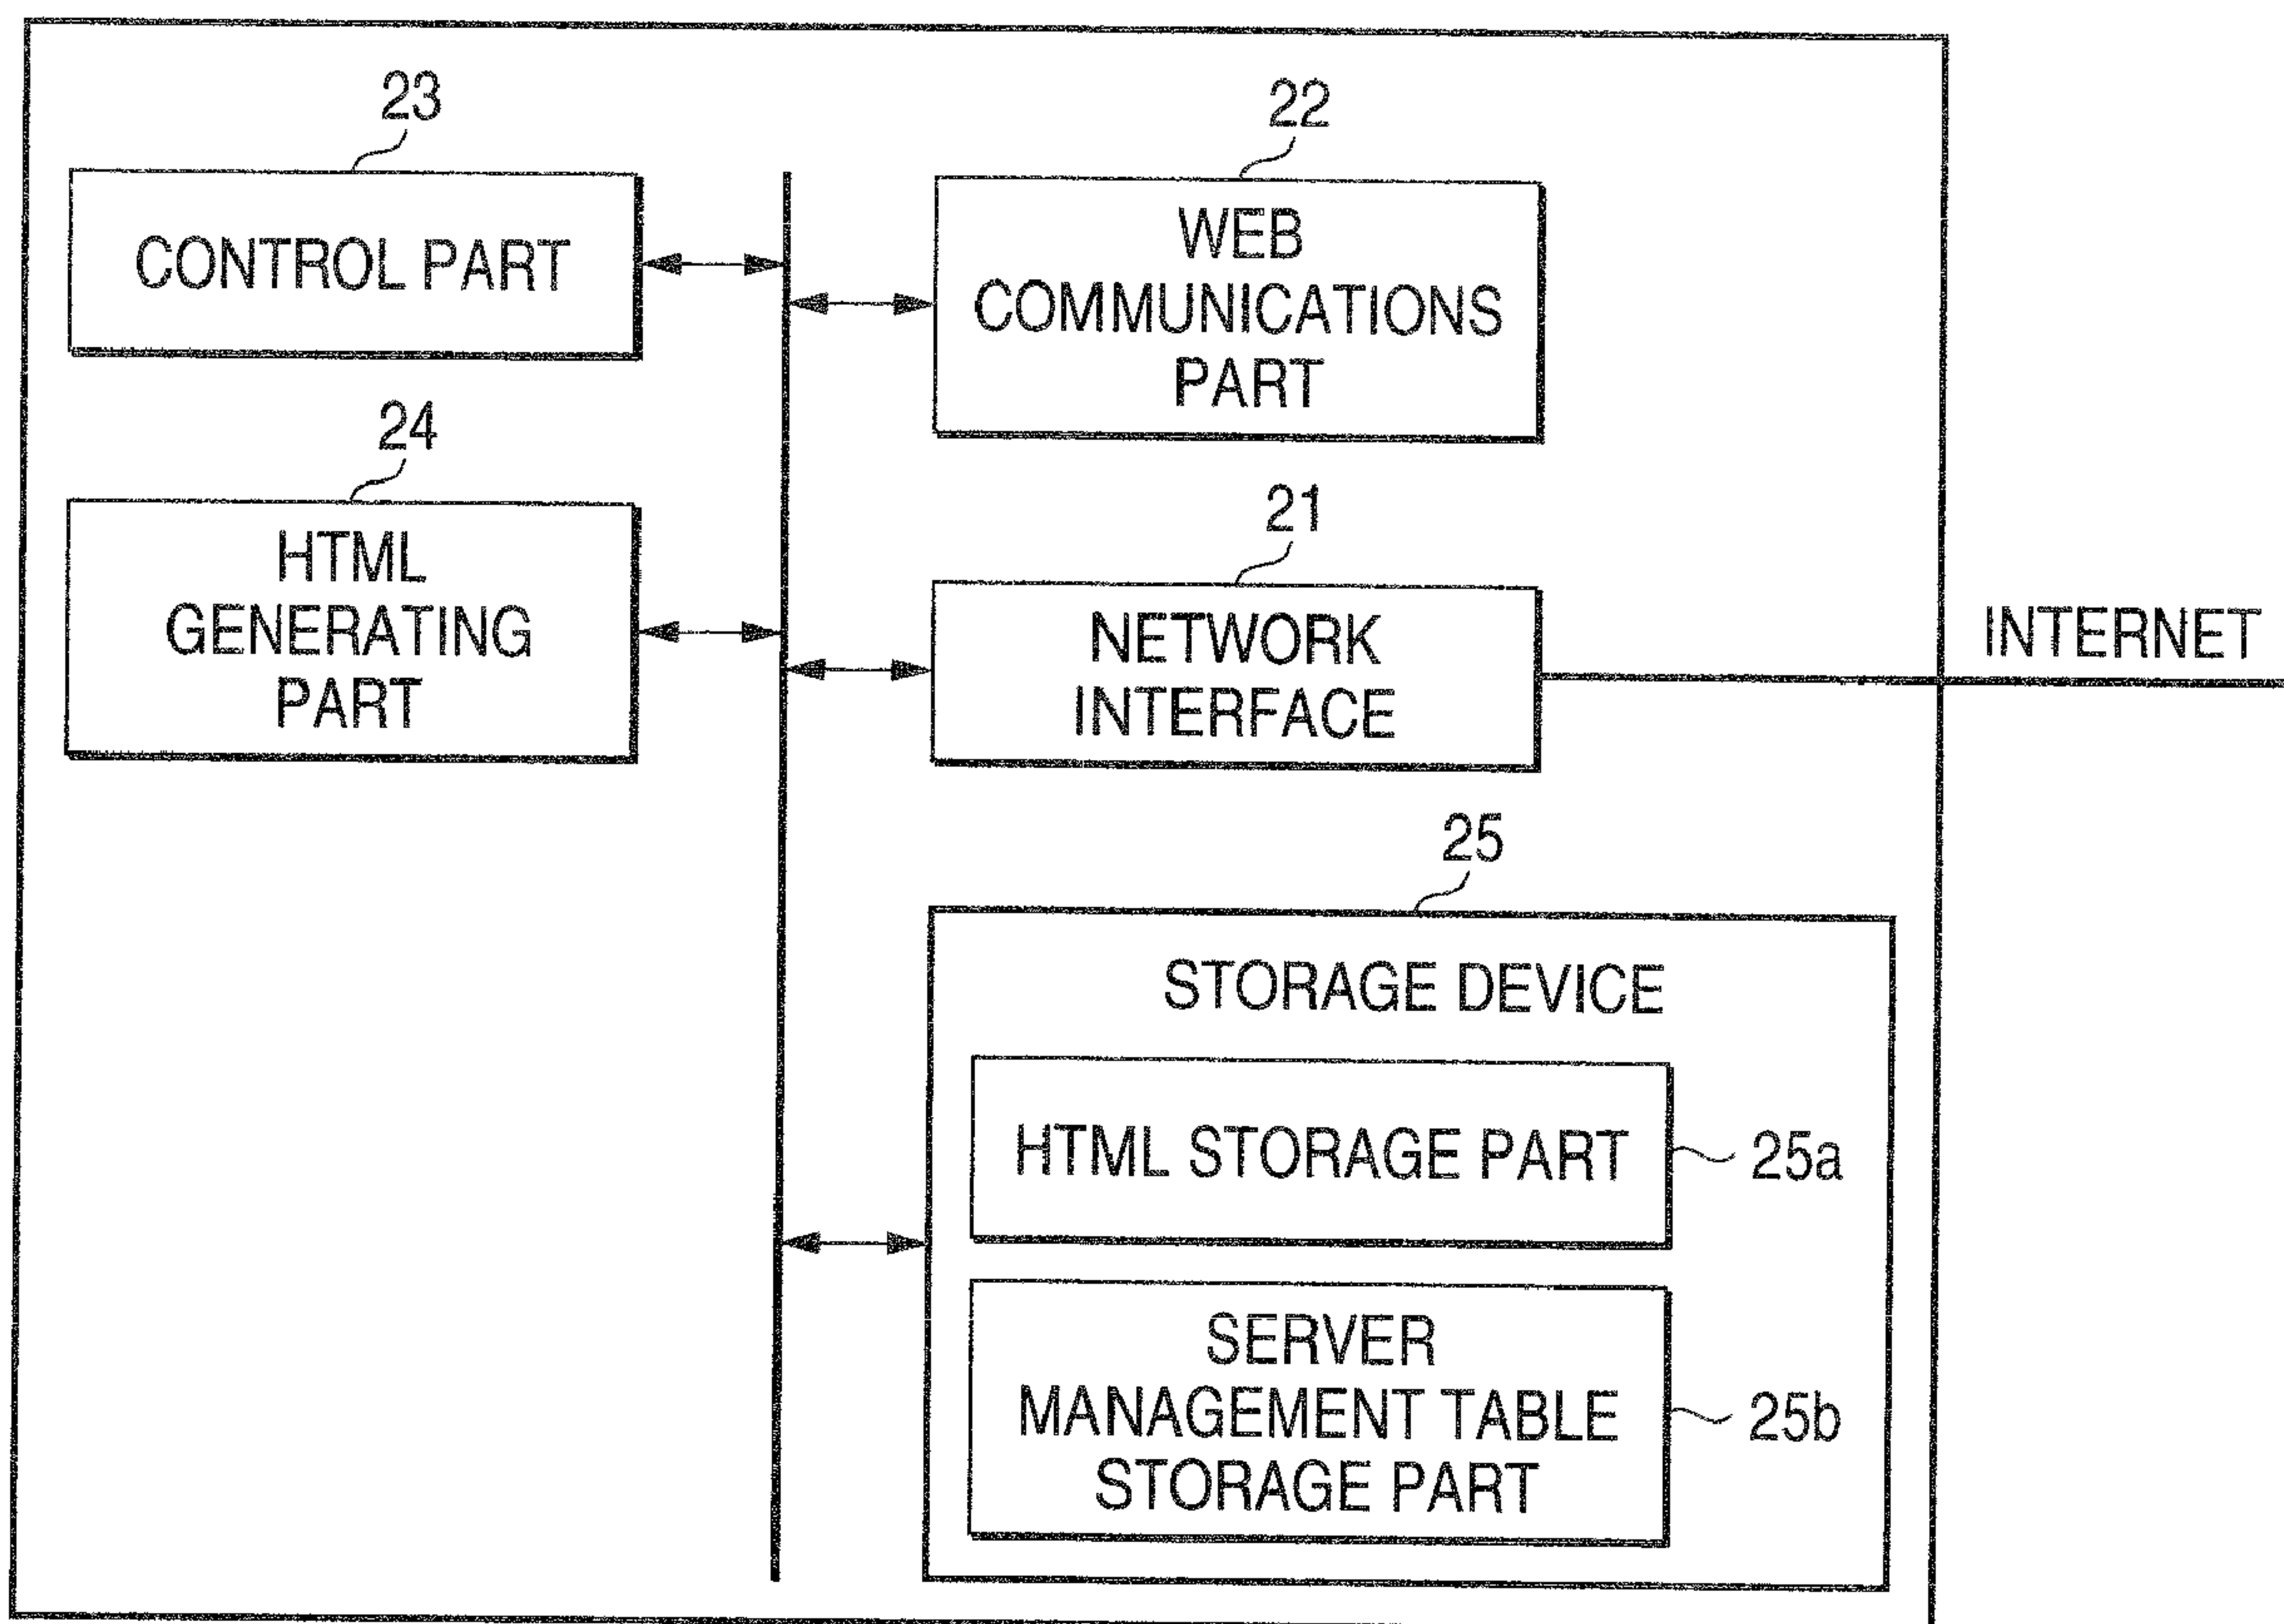 23
CONTROL PART
22
WEB
COMMUNICATIONS
PART
24
HTML
GENERATING
PART
21
NETWORK
INTERFACE
INTERNET
25
STORAGE DEVICE
HTML STORAGE PART
25a
SERVER
MANAGEMENT TABLE
STORAGE PART
25b